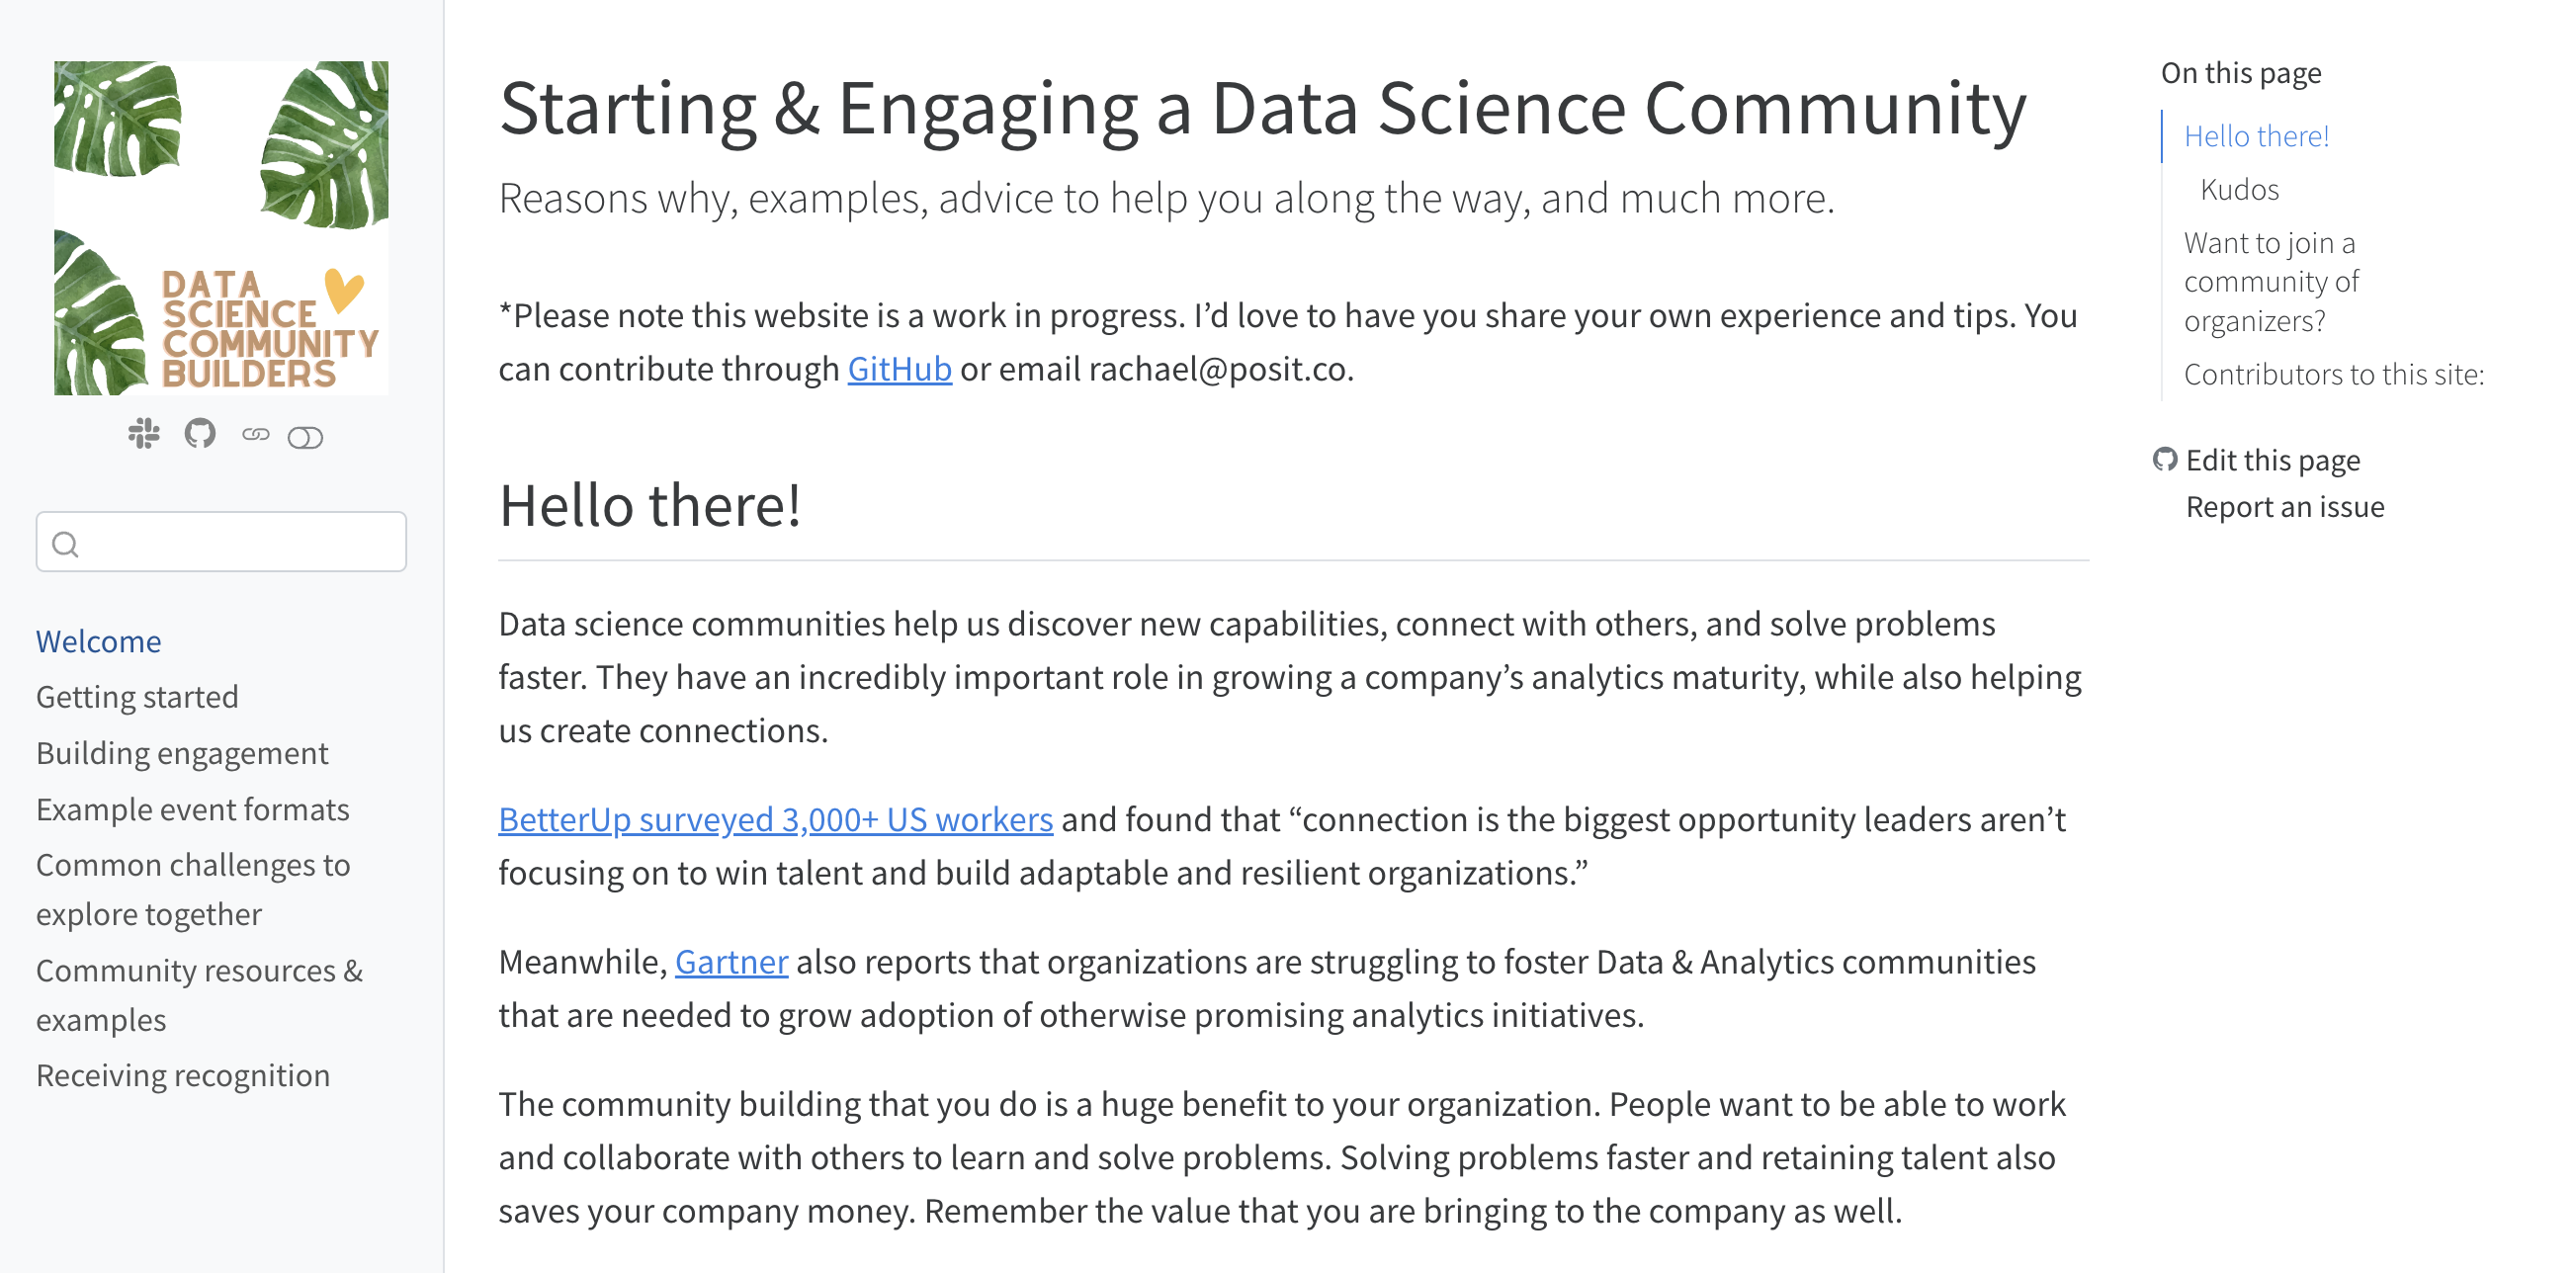 DATA
SCIENCE
COMMUNITY
BUILDERS
Welcome
Getting started
Building engagement
Example event formats
Common challenges to
explore together
Community resources &
examples
Receiving recognition
Starting & Engaging a Data Science Community
Reasons why, examples, advice to help you along the way, and much more.
*Please note this website is a work in progress. I’d love to have you share your own experience and tips. You
can contribute through GitHub or email rachael@posit.co.
Hello there!
Data science communities help us discover new capabilities, connect with others, and solve problems
faster. They have an incredibly important role in growing a company’s analytics maturity, while also helping
us create connections.
BetterUp surveyed 3,000+ US workers and found that “connection is the biggest opportunity leaders aren’t
focusing on to win talent and build adaptable and resilient organizations.”
Meanwhile, Gartner also reports that organizations are struggling to foster Data & Analytics communities
that are needed to grow adoption of otherwise promising analytics initiatives.
The community building that you do is a huge benefit to your organization. People want to be able to work
and collaborate with others to learn and solve problems. Solving problems faster and retaining talent also
saves your company money. Remember the value that you are bringing to the company as well.
On this page
Hello there!
Kudos
Want to join a
community of
organizers?
Contributors to this site:
Edit this page
Report an issue